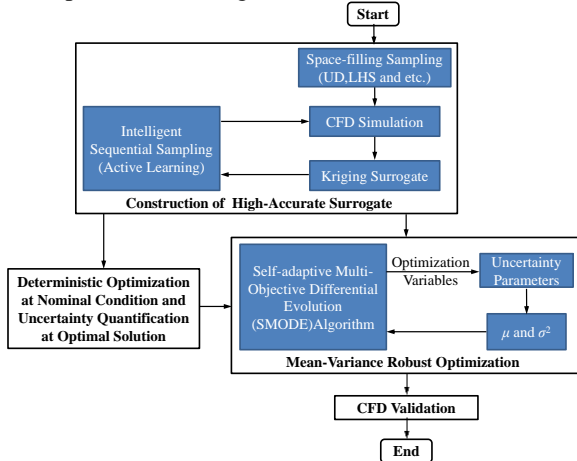 Start
Space-filling Sampling
(UD,LHS and etc.)
CFD Simulation
Intelligent
Sequential Sampling
(Active Learning)
Kriging Surrogate
Construction of High-Accurate Surrogate
Deterministic Optimization
at Nominal Condition and
Uncertainty Quantification
at Optimal Solution
Self-adaptive Multi-
Objective Differential
Evolution
(SMODE)Algorithm
Optimization
Variables
Uncertainty
Parameters
μ and σ²
Mean-Variance Robust Optimization
CFD Validation
End